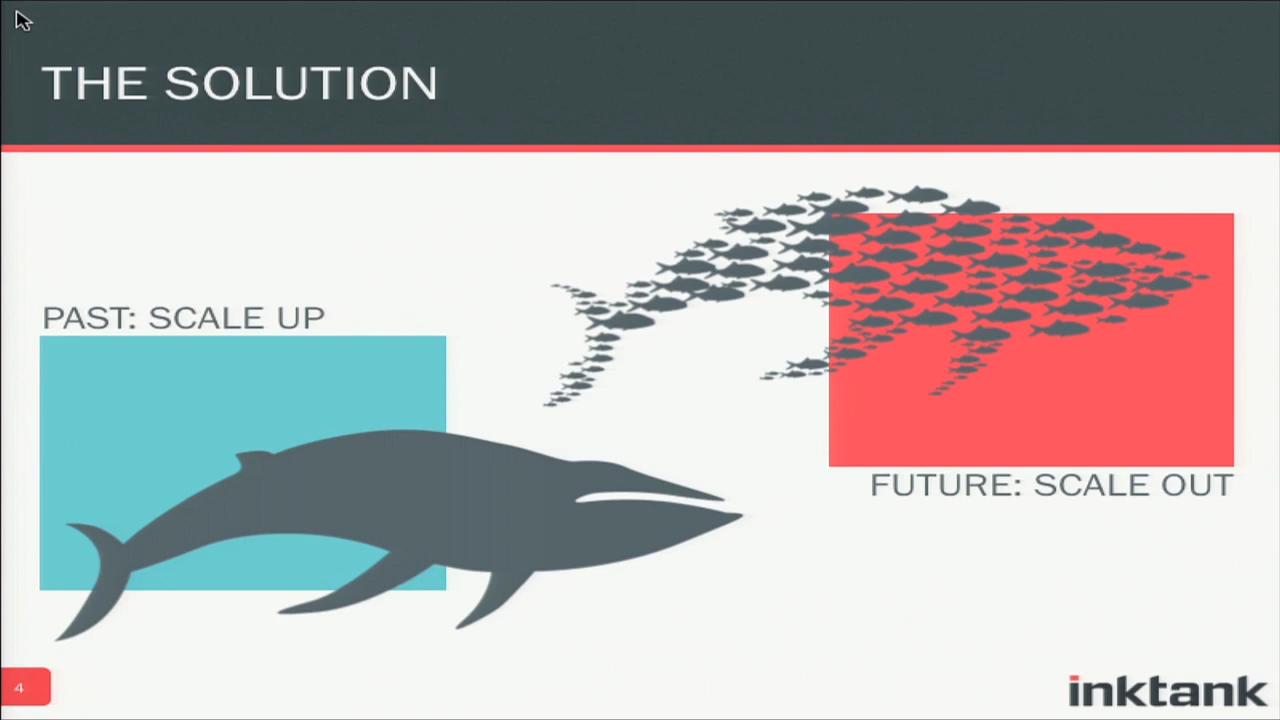 THE SOLUTION
PAST: SCALE UP
FUTURE: SCALE OUT
4
inktank